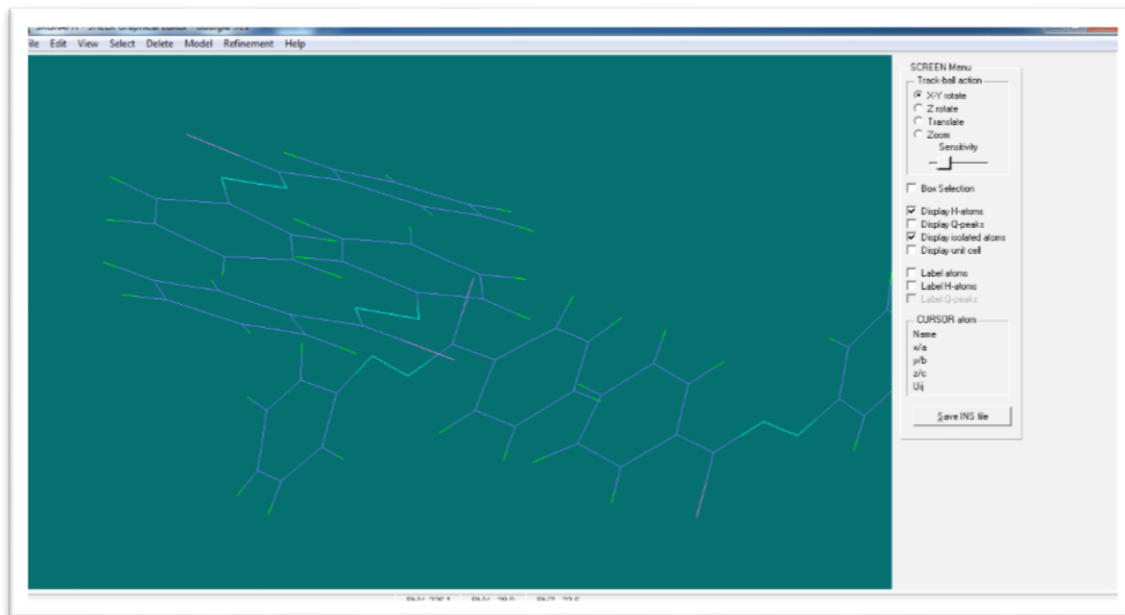 File Edit View Select Delete Model Refinement Help
SCREEN Menu
Track-ball action
X-Y rotate
Z rotate
Translate
Zoom
Sensitivity
Box Selection
Display H-atoms
Display Q-peaks
Display isolated atoms
Display unit cell
Label atoms
Label H-atoms
Label Q-peaks
CURSOR atom
Name
x/a
y/b
z/c
Uij
Save INS file